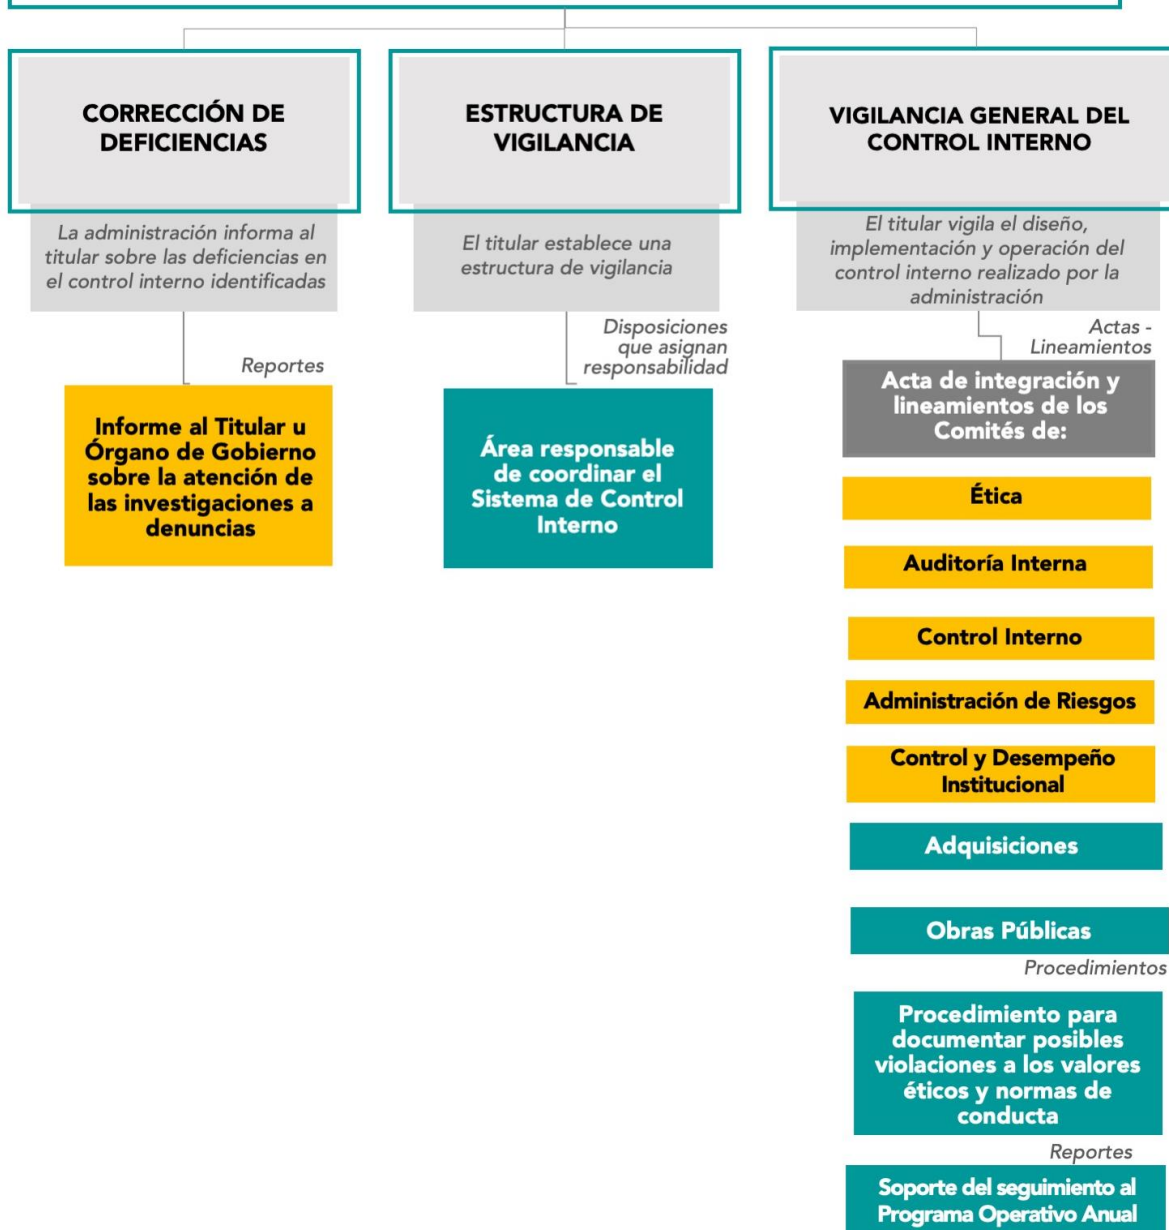 CORRECCIÓN DE
DEFICIENCIAS
La administración informa al
titular sobre las deficiencias en
el control interno identificadas
Reportes
Informe al Titular u
Órgano de Gobierno
sobre la atención de
las investigaciones a
denuncias
ESTRUCTURA DE
VIGILANCIA
El titular establece una
estructura de vigilancia
Disposiciones
que asignan
responsabilidad
Área responsable
de coordinar el
Sistema de Control
Interno
VIGILANCIA GENERAL DEL
CONTROL INTERNO
El titular vigila el diseño,
implementación y operación del
control interno realizado por la
administración
Actas -
Lineamientos
Acta de integración y
lineamientos de los
Comités de:
Ética
Auditoría Interna
Control Interno
Administración de Riesgos
Control y Desempeño
Institucional
Adquisiciones
Obras Públicas
Procedimientos
Procedimiento para
documentar posibles
violaciones a los valores
éticos y normas de
conducta
Reportes
Soporte del seguimiento al
Programa Operativo Anual